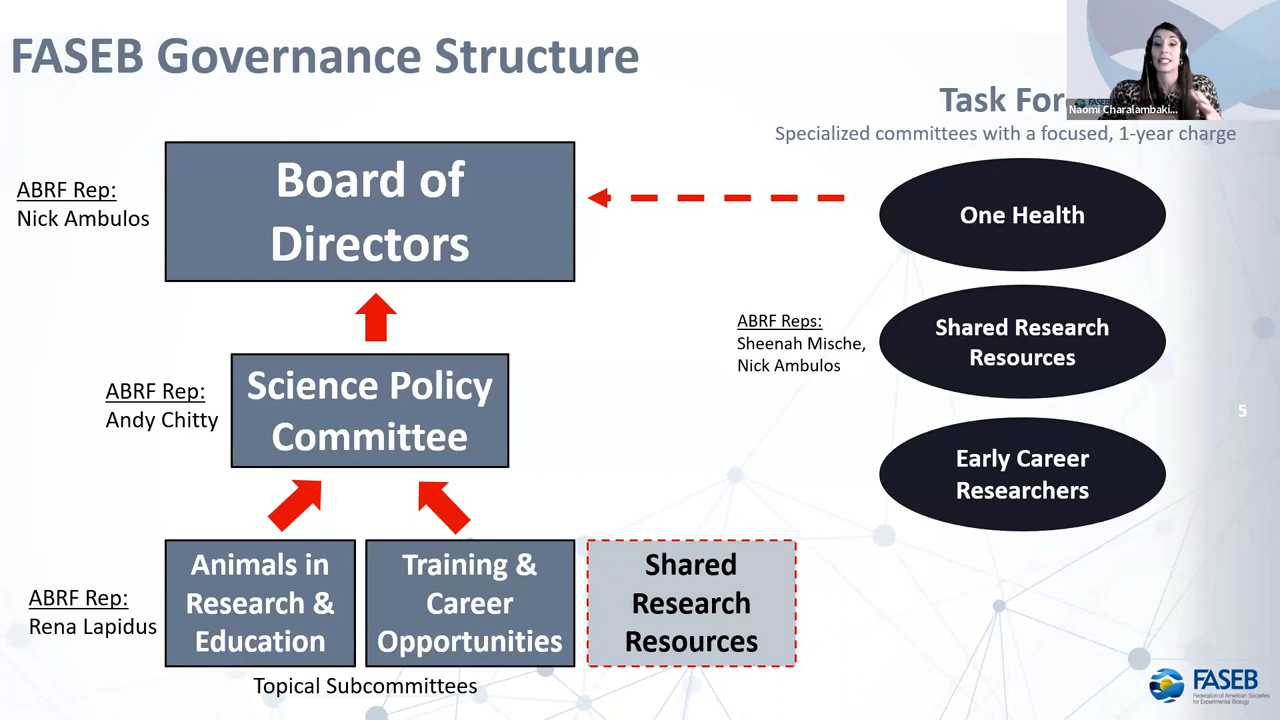 FASEB Governance Structure
Task For
Naomi Charalambaki...
Specialized committees with a focused, 1-year charge
ABRF Rep:
Nick Ambulos
Board of
Directors
One Health
ABRF Reps:
Sheenah Mische,
Nick Ambulos
Shared Research
Resources
ABRF Rep:
Andy Chitty
Science Policy
Committee
5
Early Career
Researchers
ABRF Rep:
Rena Lapidus
Animals in
Research &
Education
Training &
Career
Opportunities
Shared
Research
Resources
Topical Subcommittees
FASEB
Federation of American Societies
for Experimental Biology